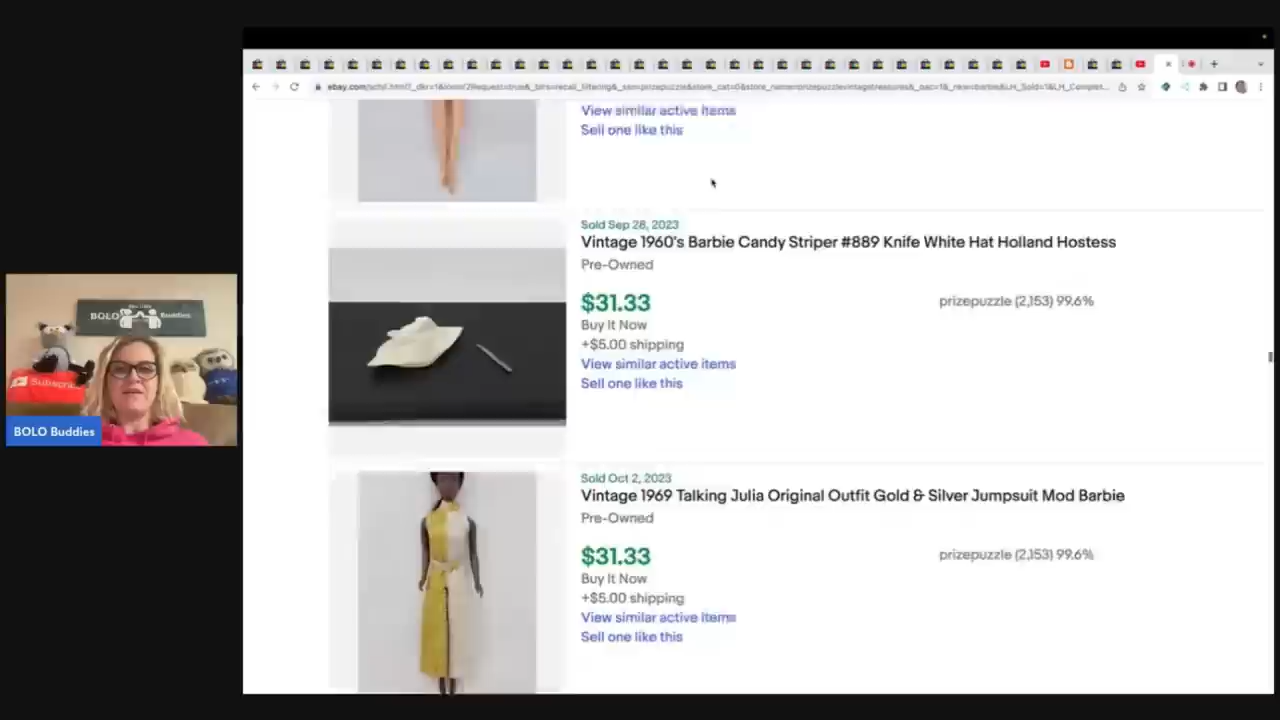 View similar active items
Sell one like this
Sold Sep 28, 2023
Vintage 1960's Barbie Candy Striper #889 Knife White Hat Holland Hostess
Pre-Owned
$31.33
prizepuzzle (2,153) 99.6%
Buy It Now
+$5.00 shipping
View similar active items
Sell one like this
BOLO
Buddies
Subscri
BOLO Buddies
Sold Oct 2, 2023
Vintage 1969 Talking Julia Original Outfit Gold & Silver Jumpsuit Mod Barbie
Pre-Owned
$31.33
prizepuzzle (2,153) 99.6%
Buy It Now
+$5.00 shipping
View similar active items
Sell one like this